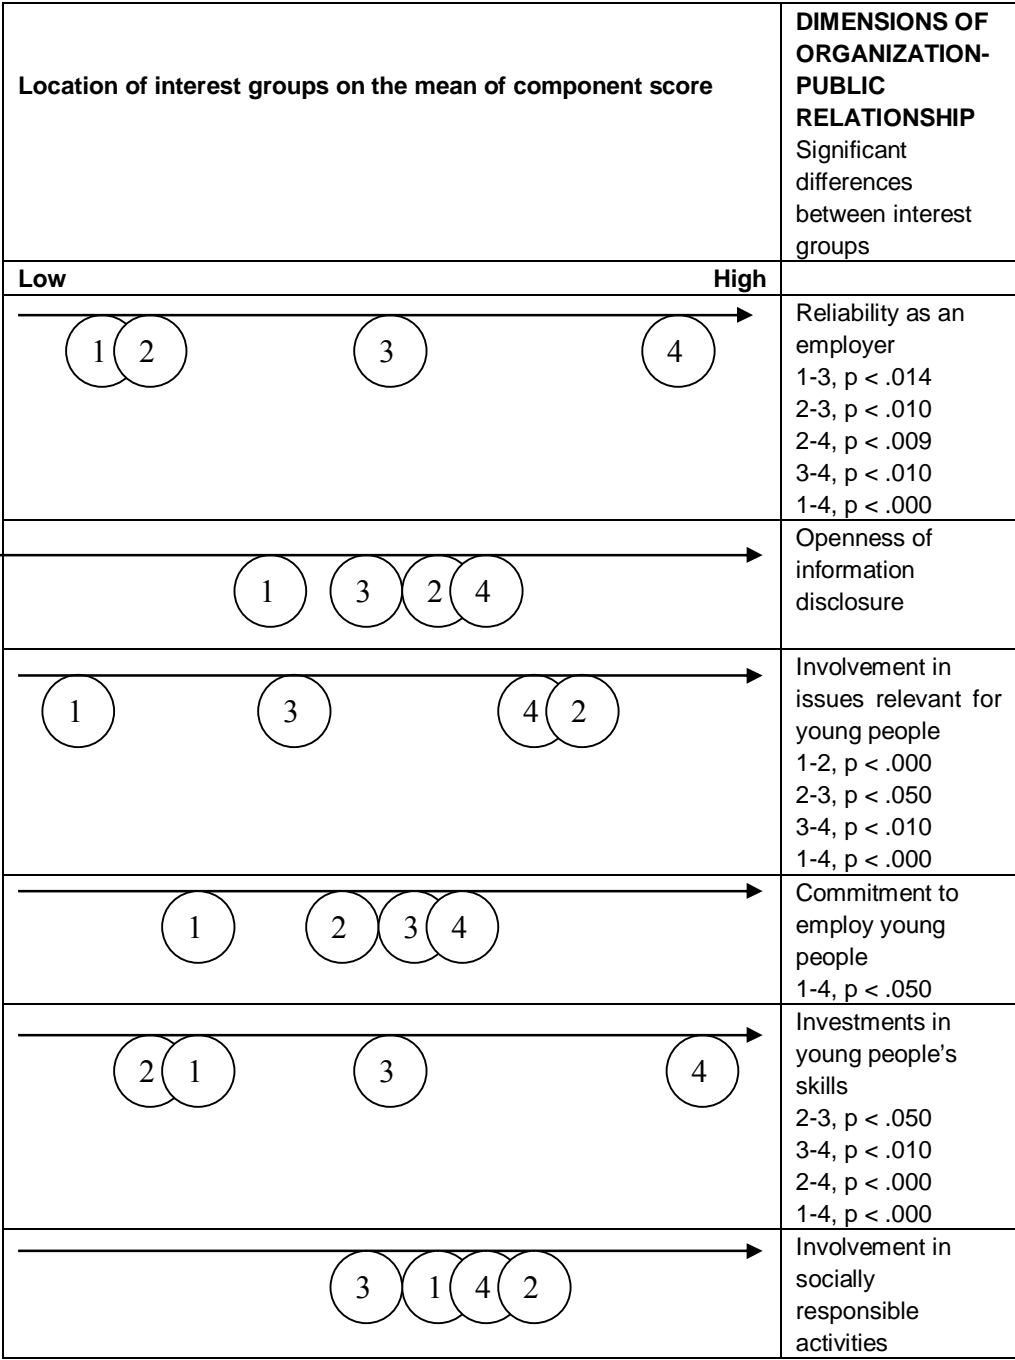 Location of interest groups on the mean of component score
DIMENSIONS OF
ORGANIZATION-
PUBLIC
RELATIONSHIP
Significant
differences
between interest
groups
Low High
1 2 3 4
Reliability as an
employer
1-3, p < .014
2-3, p < .010
2-4, p < .009
3-4, p < .010
1-4, p < .000
1 3 2 4
Openness of
information
disclosure
1 3 4 2
Involvement in
issues relevant for
young people
1-2, p < .000
2-3, p < .050
3-4, p < .010
1-4, p < .000
1 2 3 4
Commitment to
employ young
people
1-4, p < .050
2 1 3 4
Investments in
young people’s
skills
2-3, p < .050
3-4, p < .010
2-4, p < .000
1-4, p < .000
3 1 4 2
Involvement in
socially
responsible
activities